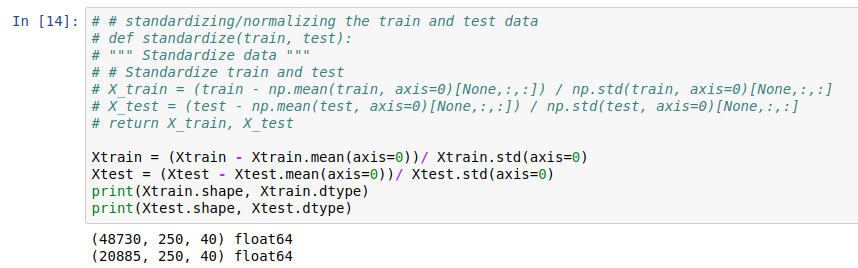 In [14]: # # standardizing/normalizing the train and test data
# def standardize(train, test):
# """ Standardize data """
# # Standardize train and test
# X_train = (train - np.mean(train, axis=0)[None,:,:]) / np.std(train, axis=0)[None,:,:]
# X_test = (test - np.mean(test, axis=0)[None,:,:]) / np.std(test, axis=0)[None,:,:]
# return X_train, X_test

Xtrain = (Xtrain - Xtrain.mean(axis=0))/ Xtrain.std(axis=0)
Xtest = (Xtest - Xtest.mean(axis=0))/ Xtest.std(axis=0)
print(Xtrain.shape, Xtrain.dtype)
print(Xtest.shape, Xtest.dtype)

(48730, 250, 40) float64
(20885, 250, 40) float64